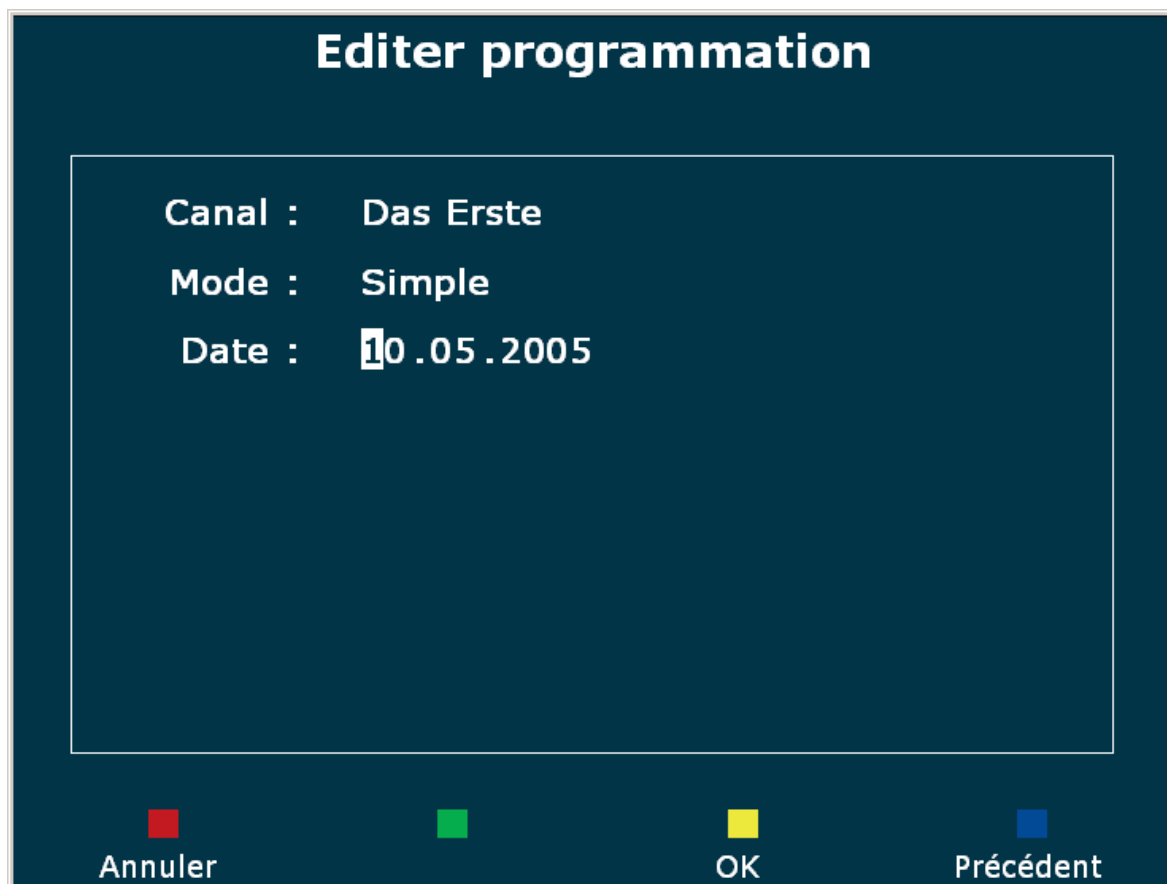 Editer programmation
Canal : Das Erste
Mode : Simple
Date : 10.05.2005
Annuler OK Précédent